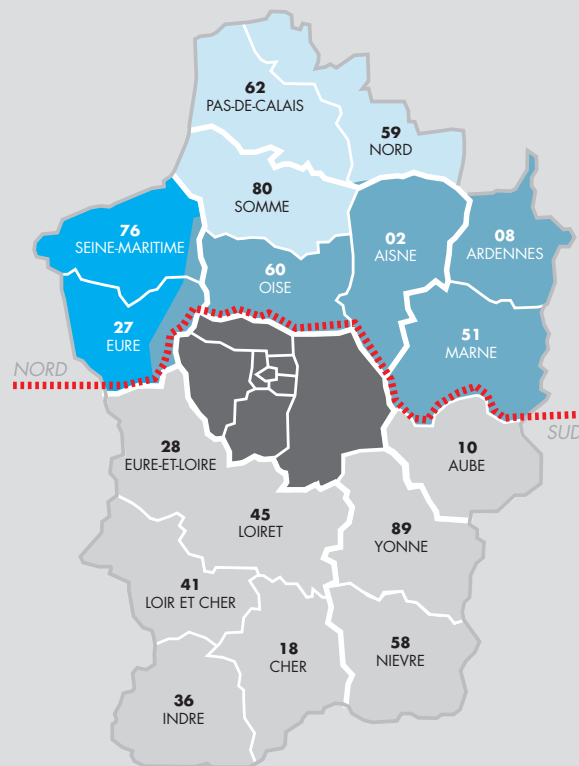 62
PAS-DE-CALAIS
59
NORD
80
SOMME
76
SEINE-MARITIME
02
AISNE
08
ARDENNES
60
OISE
27
EURE
51
MARNE
NORD
SUD
28
EURE-ET-LOIRE
10
AUBE
45
LOIRET
89
YONNE
41
LOIR ET CHER
18
CHER
58
NIEVRE
36
INDRE